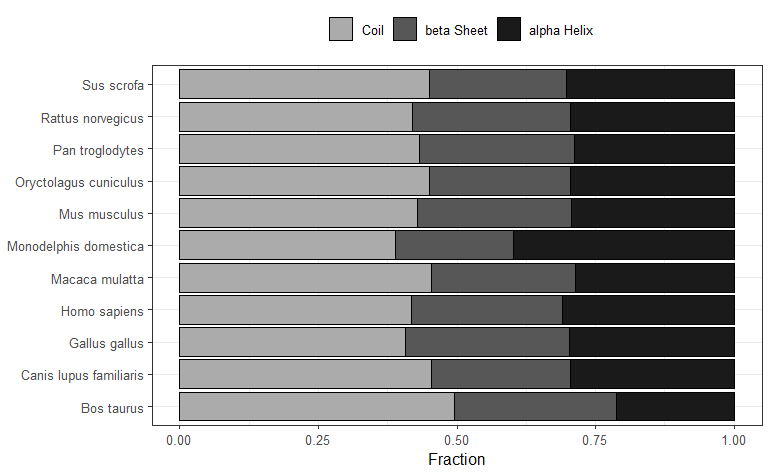 Coil beta Sheet alpha Helix
Sus scrofa
Rattus norvegicus
Pan troglodytes
Oryctolagus cuniculus
Mus musculus
Monodelphis domestica
Macaca mulatta
Homo sapiens
Gallus gallus
Canis lupus familiaris
Bos taurus
0.00 0.25 0.50 0.75 1.00
Fraction